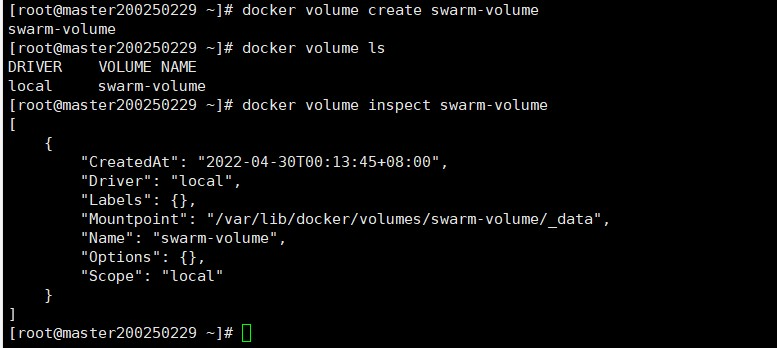 [root@master200250229 ~]# docker volume create swarm-volume
swarm-volume
[root@master200250229 ~]# docker volume ls
DRIVER    VOLUME NAME
local     swarm-volume
[root@master200250229 ~]# docker volume inspect swarm-volume
[
    {
        "CreatedAt": "2022-04-30T00:13:45+08:00",
        "Driver": "local",
        "Labels": {},
        "Mountpoint": "/var/lib/docker/volumes/swarm-volume/_data",
        "Name": "swarm-volume",
        "Options": {},
        "Scope": "local"
    }
]
[root@master200250229 ~]#